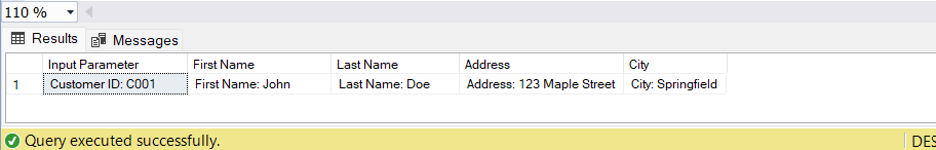 110 %
Results Messages
Input Parameter First Name Last Name Address City
1 Customer ID: C001 First Name: John Last Name: Doe Address: 123 Maple Street City: Springfield
Query executed successfully. DES